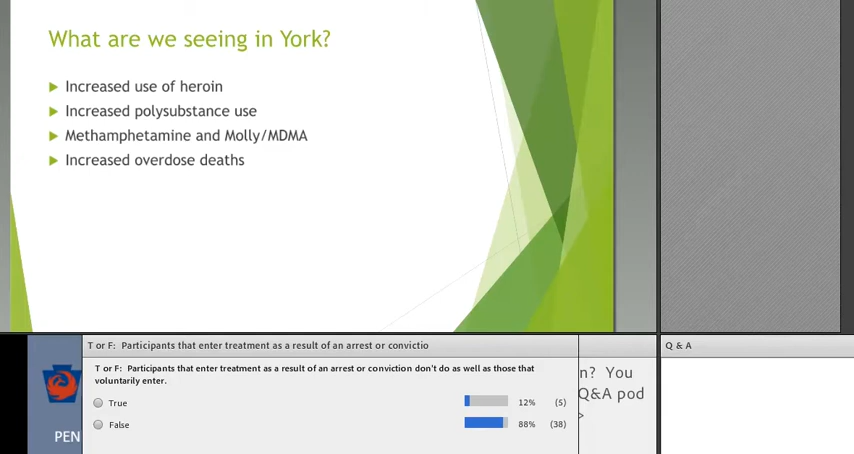 What are we seeing in York?
Increased use of heroin
Increased polysubstance use
Methamphetamine and Molly/MDMA
Increased overdose deaths
T or F: Participants that enter treatment as a result of an arrest or convictio
Q & A
T or F: Participants that enter treatment as a result of an arrest or conviction don't do as well as those that
voluntarily enter.
True 12% (5)
False 88% (38)
n? You
Q&A pod
>
PEN